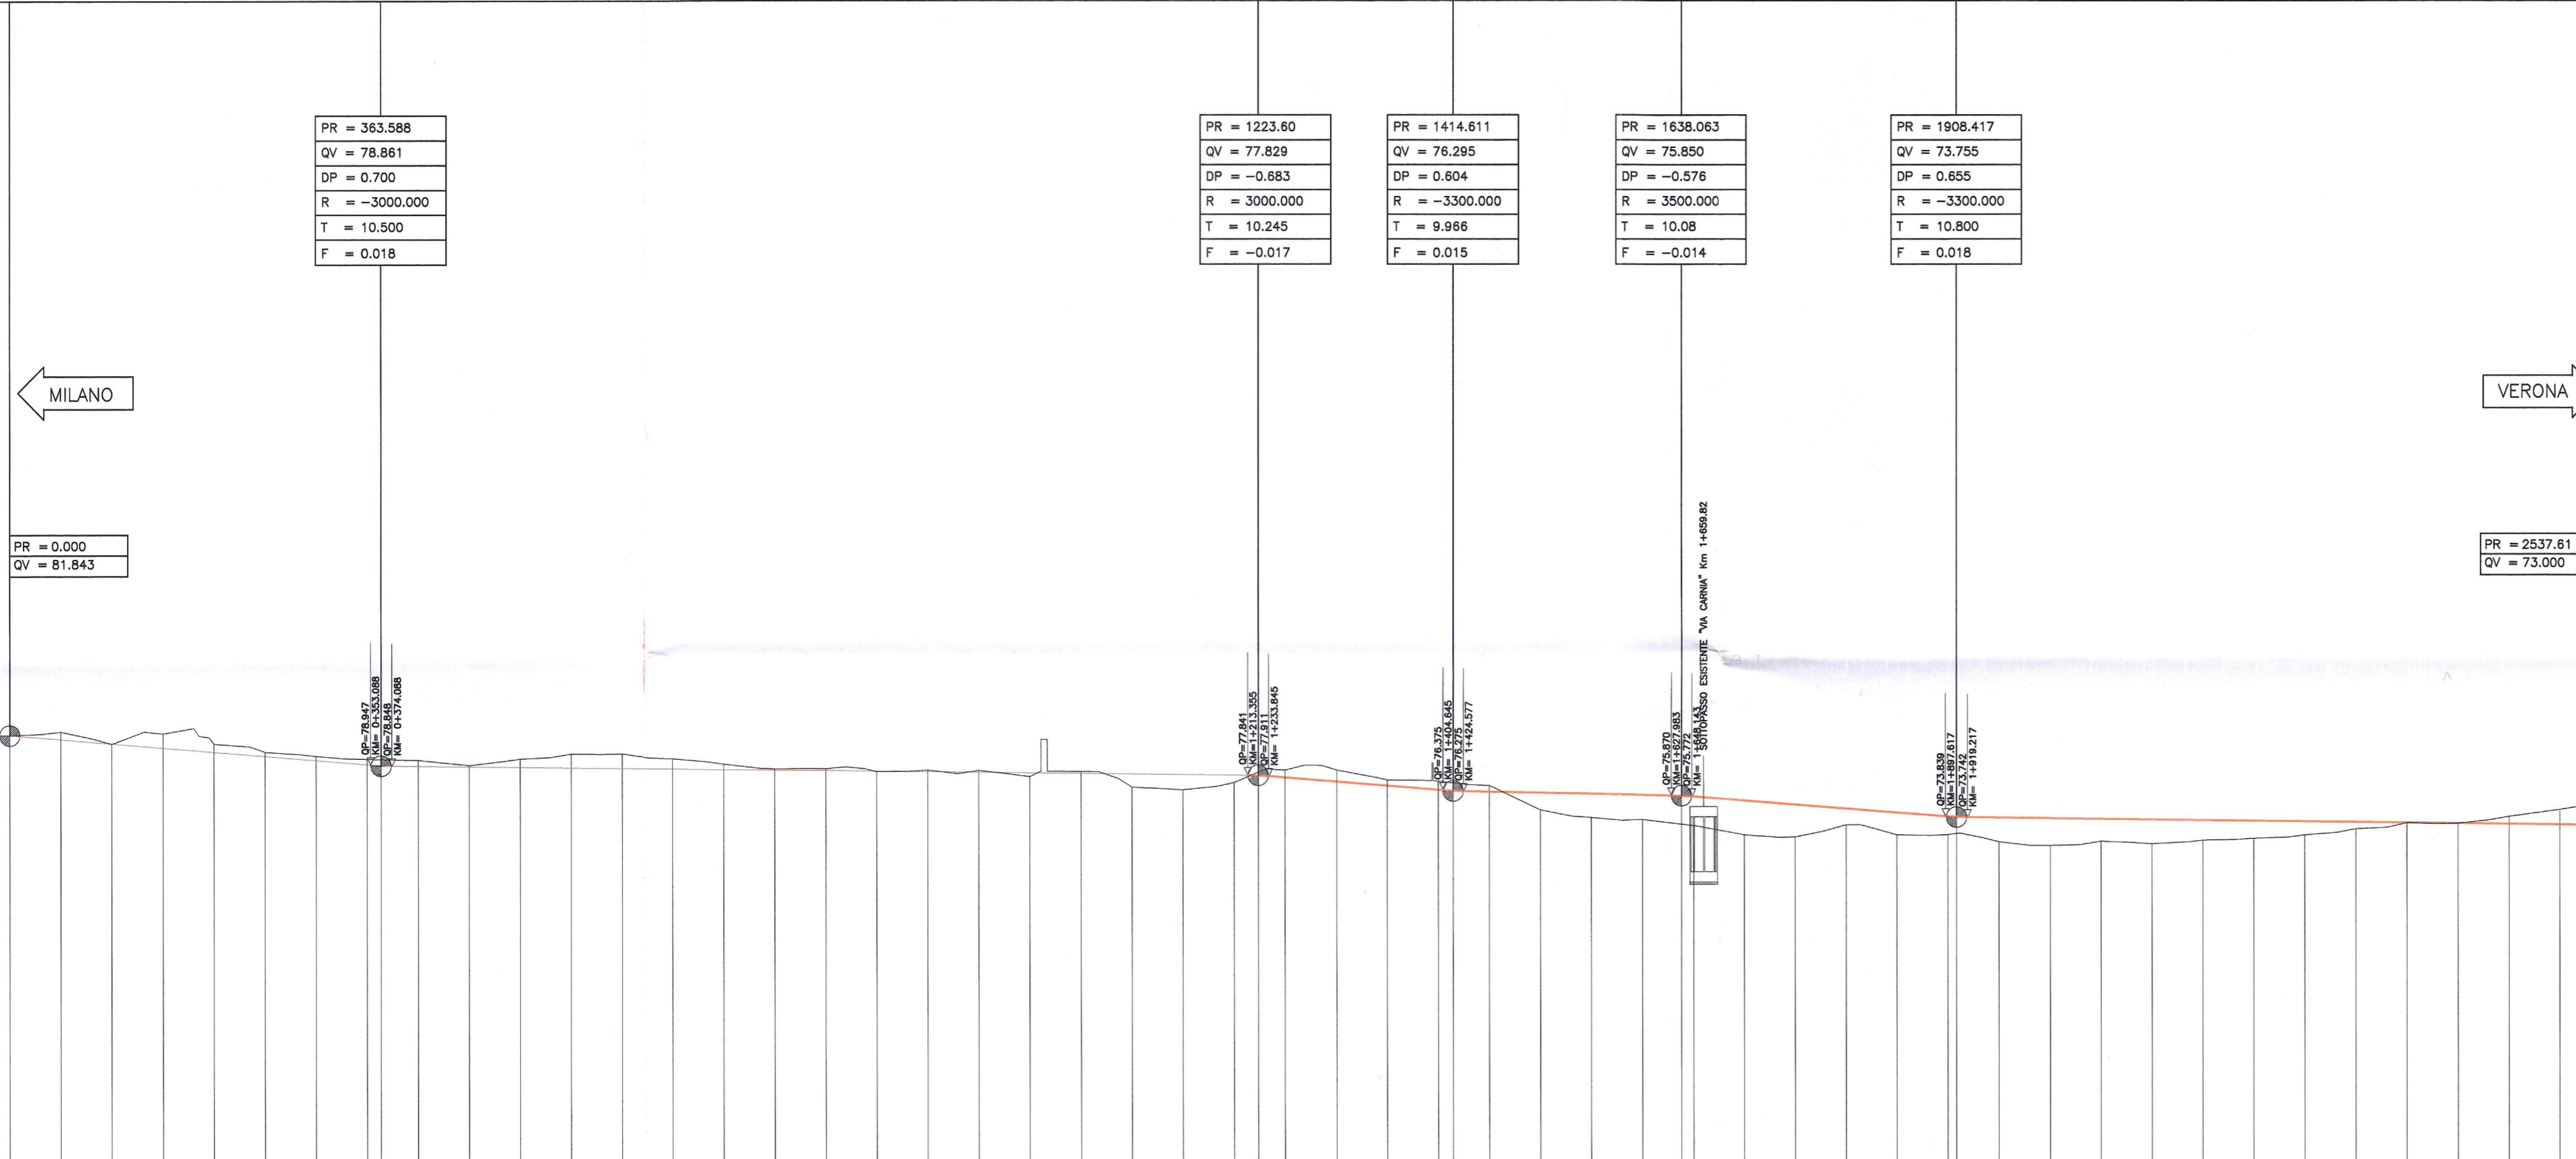 PR = 363.588
QV = 78.861
DP = 0.700
R = -3000.000
T = 10.500
F = 0.018
PR = 1223.60
QV = 77.829
DP = -0.683
R = 3000.000
T = 10.245
F = -0.017
PR = 1414.611
QV = 76.295
DP = 0.604
R = -3300.000
T = 9.966
F = 0.015
PR = 1638.063
QV = 75.850
DP = -0.576
R = 3500.000
T = 10.08
F = -0.014
PR = 1908.417
QV = 73.755
DP = 0.655
R = -3300.000
T = 10.800
F = 0.018
MILANO
VERONA
PR = 0.000
QV = 81.843
PR = 2537.61
QV = 73.000
QP=78.947
KM= 0+353.088
QP=78.848
KM= 0+374.088
QP=77.841
KM=1+213.355
QP=77.911
KM= 1+233.845
QP=76.375
KM= 1+404.645
QP=76.275
KM= 1+424.577
QP=75.870
KM=1+627.983
QP=75.772
KM= 1+648.143
SOTTOPASSO ESISTENTE "VIA CARNIA" Km 1+659.82
QP=73.839
KM=1+897.617
QP=73.742
KM= 1+919.217